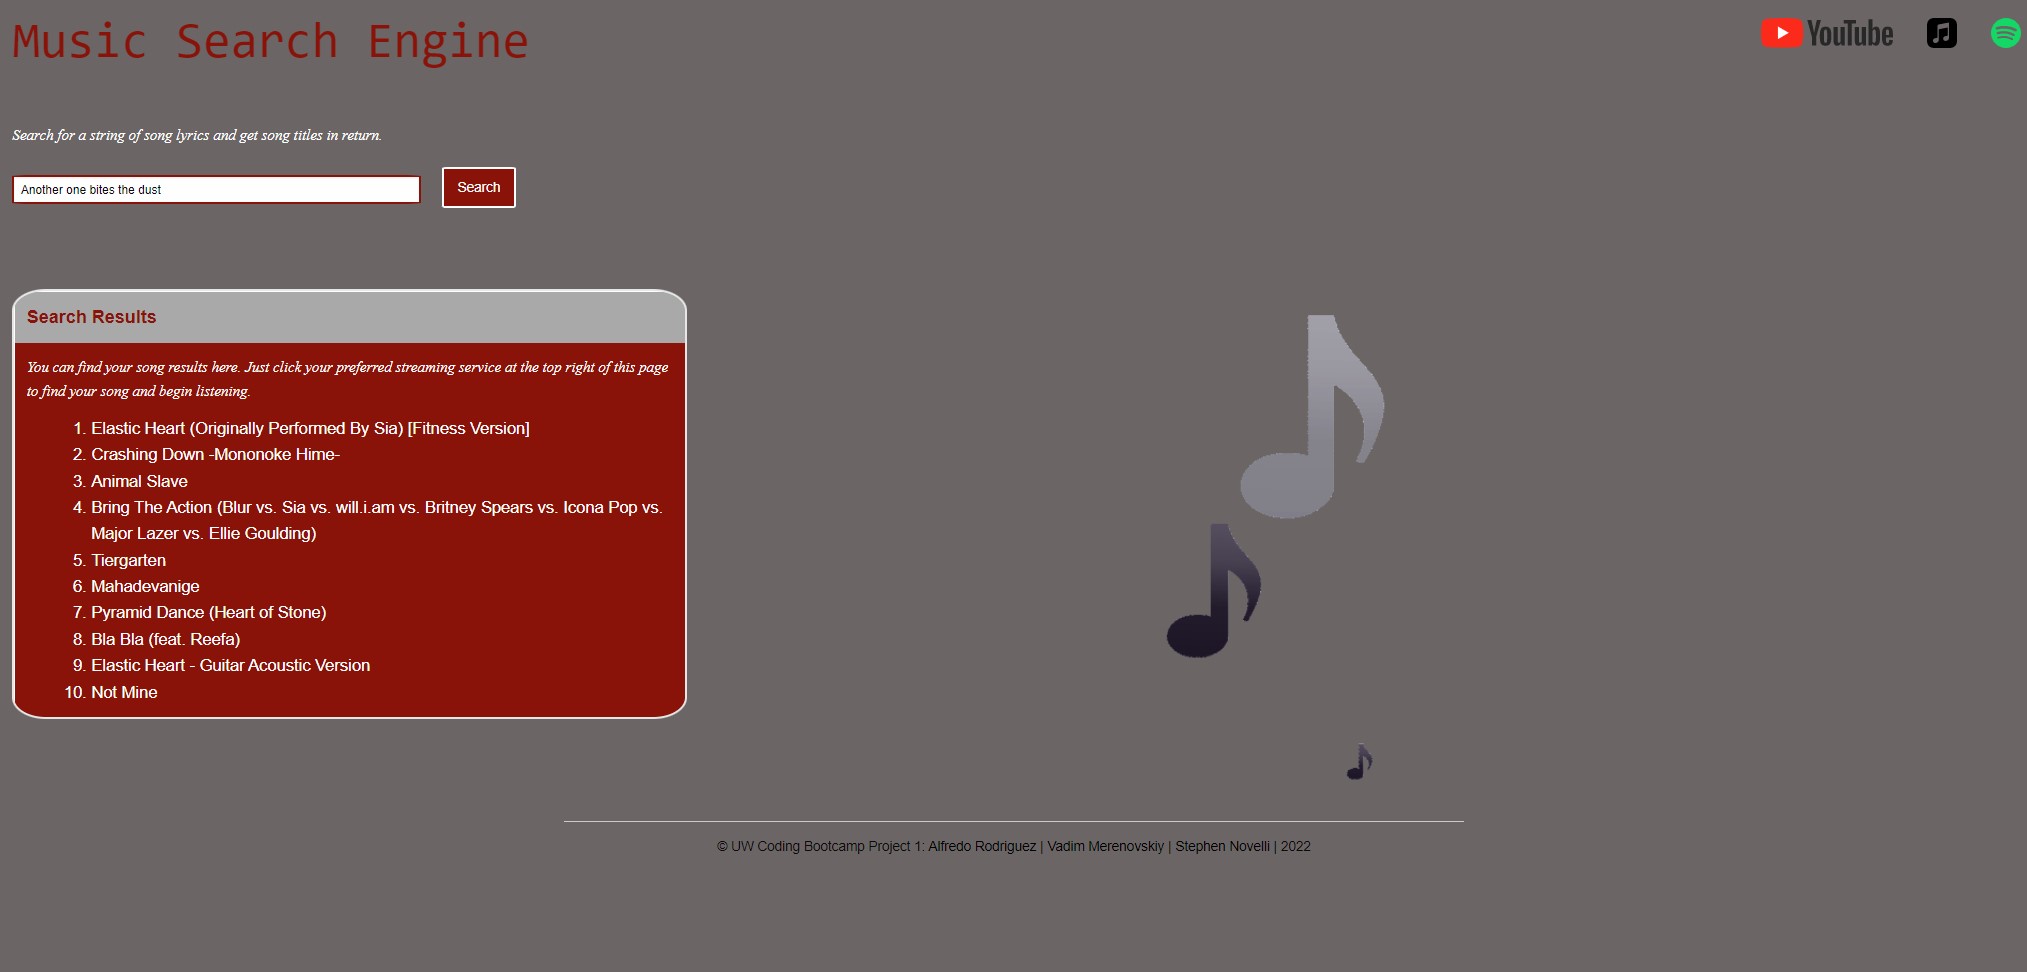 Music Search Engine
YouTube
Search for a string of song lyrics and get song titles in return.
Another one bites the dust
Search
Search Results
You can find your song results here. Just click your preferred streaming service at the top right of this page
to find your song and begin listening.
1. Elastic Heart (Originally Performed By Sia) [Fitness Version]
2. Crashing Down -Mononoke Hime-
3. Animal Slave
4. Bring The Action (Blur vs. Sia vs. will.i.am vs. Britney Spears vs. Icona Pop vs.
Major Lazer vs. Ellie Goulding)
5. Tiergarten
6. Mahadevanige
7. Pyramid Dance (Heart of Stone)
8. Bla Bla (feat. Reefa)
9. Elastic Heart - Guitar Acoustic Version
10. Not Mine
© UW Coding Bootcamp Project 1: Alfredo Rodriguez | Vadim Merenovskiy | Stephen Novelli | 2022